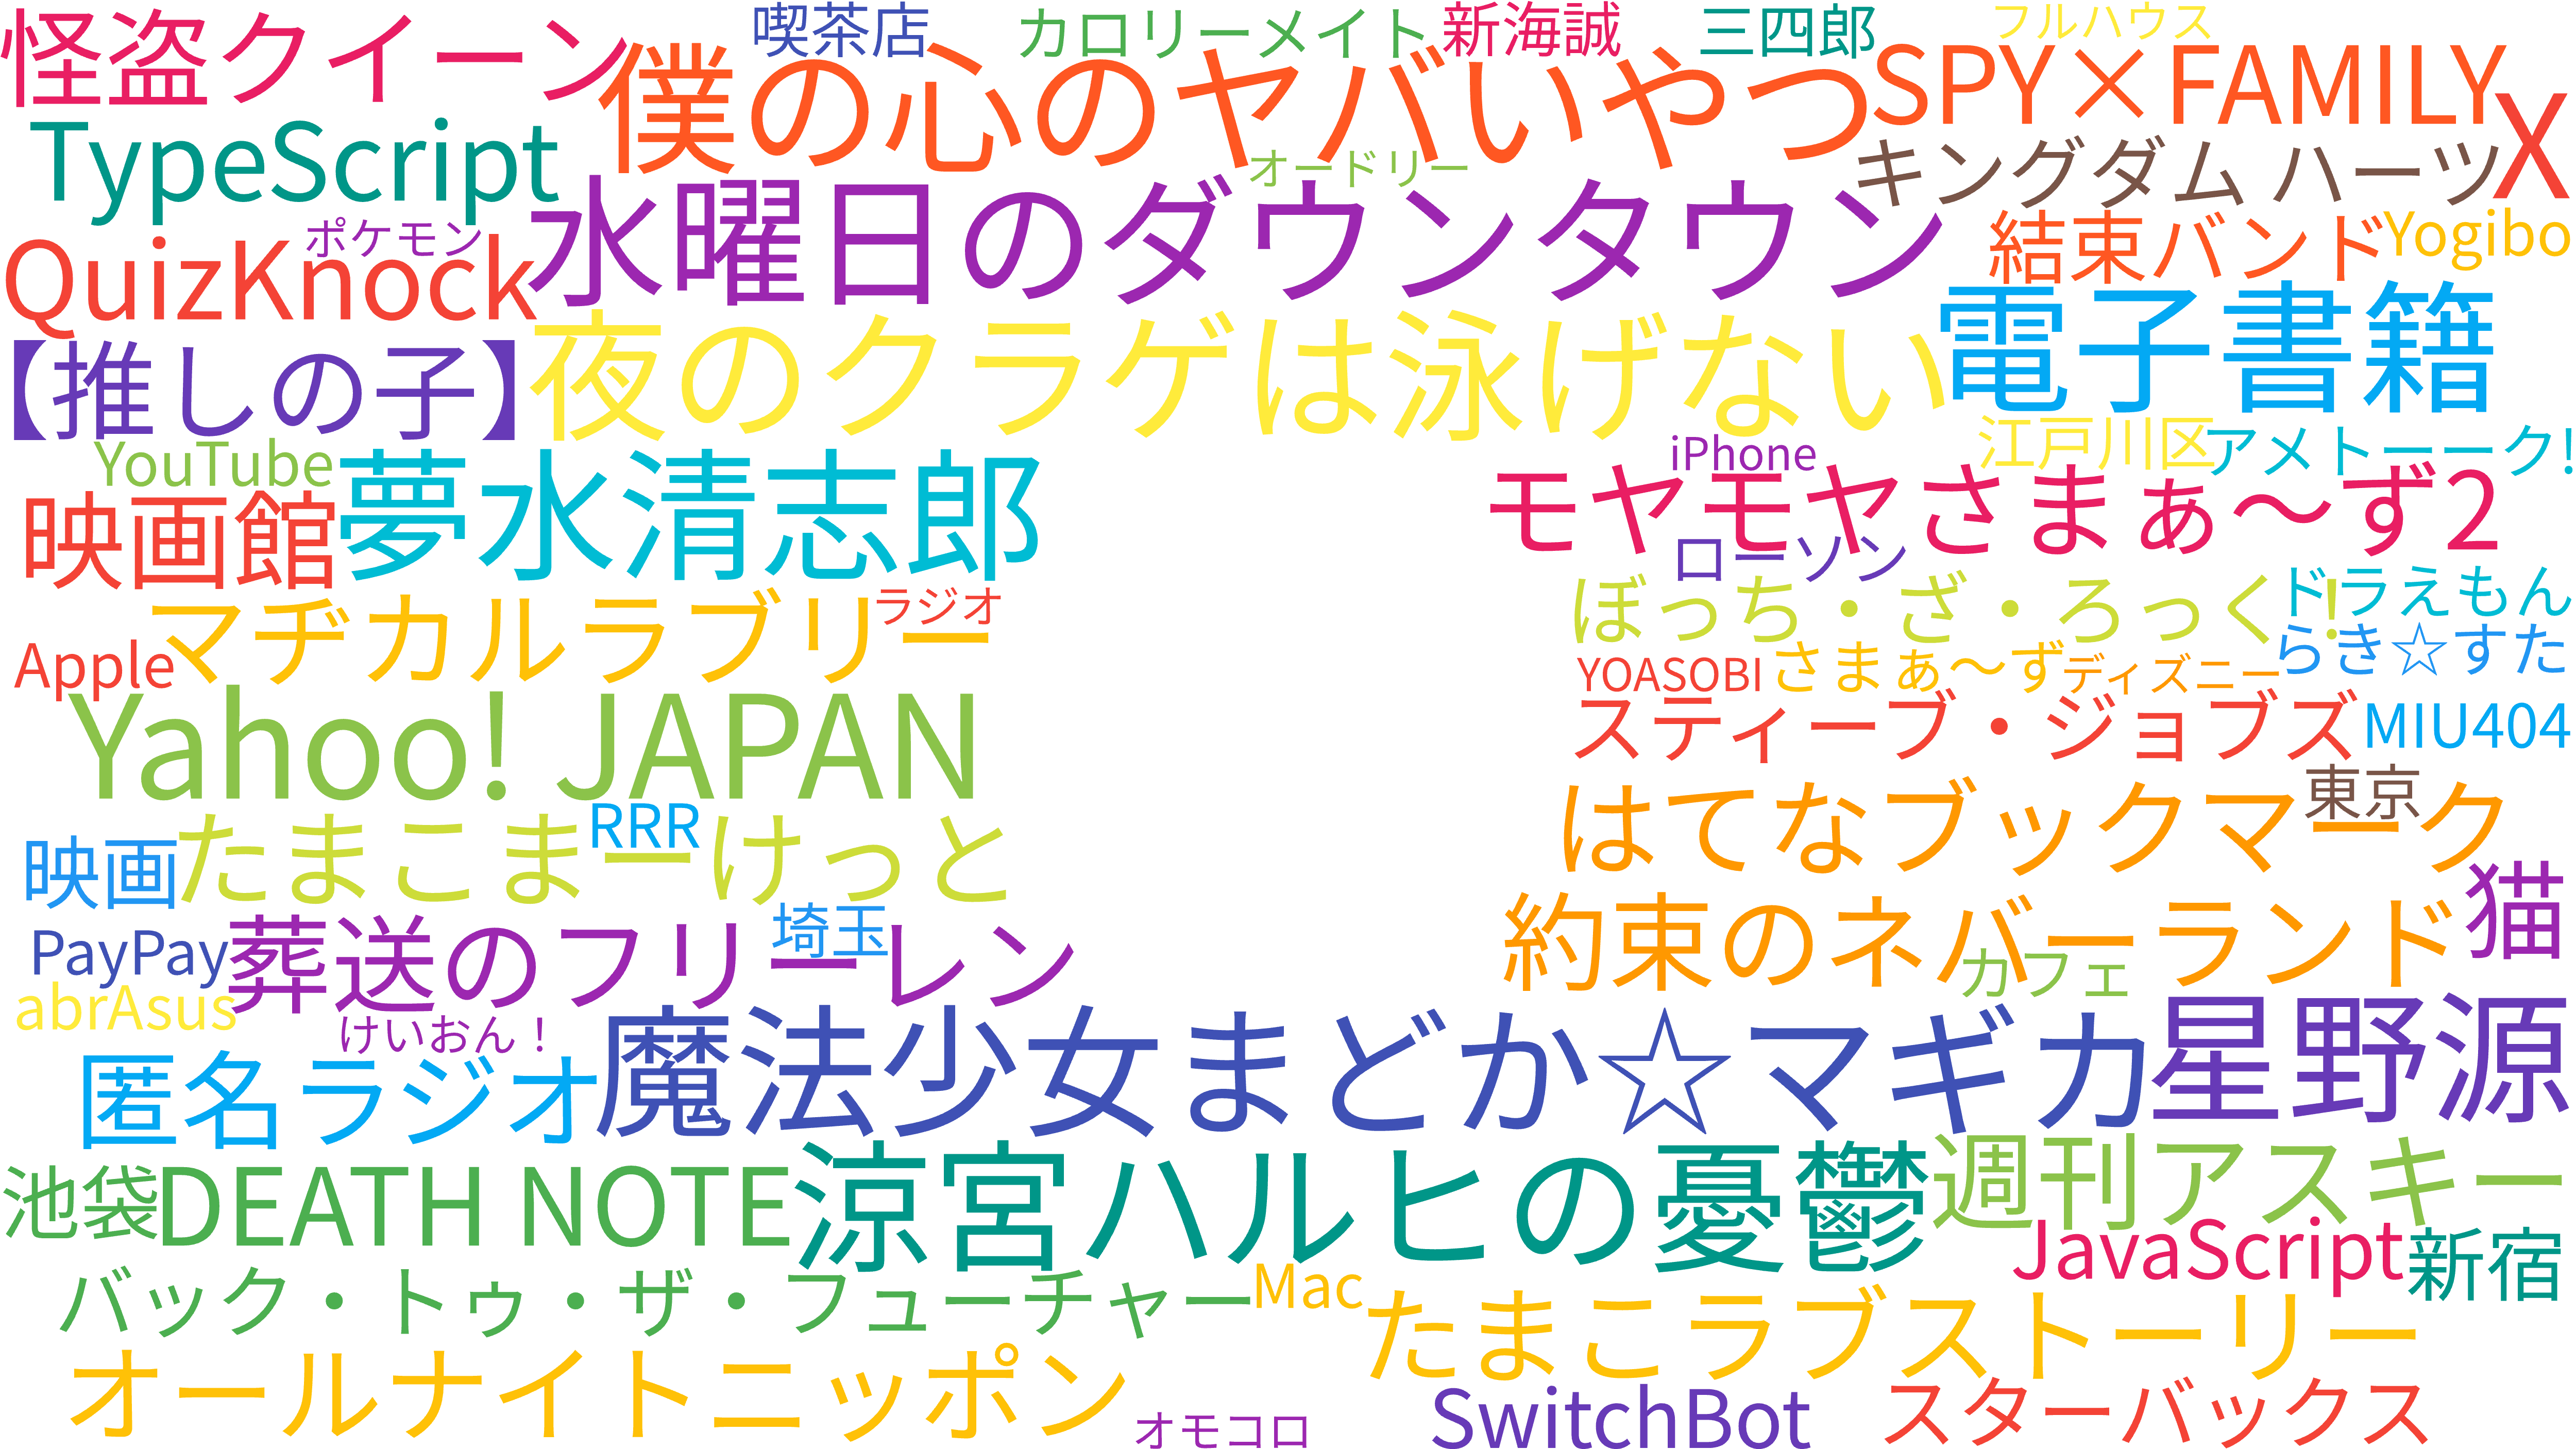 怪盗クイーン
喫茶店
カロリーメイト
新海誠
三四郎
フルハウス
僕の心のヤバいやつ
SPY×FAMILY
X
TypeScript
オードリー
キングダム ハーツ
水曜日のダウンタウン
ポケモン
QuizKnock
結束バンド
Yogibo
【推しの子】
夜のクラゲは泳げない
電子書籍
YouTube
夢水清志郎
iPhone
江戸川区
アメトーーク!
映画館
モヤモヤさまぁ〜ず2
ローソン
マヂカルラブリー
ラジオ
ぼっち・ざ・ろっく!
ドラえもん
Apple
YOASOBI
さまぁ〜ず
ディズニー
らき☆すた
Yahoo! JAPAN
スティーブ・ジョブズ
MIU404
映画
たまこまーけっと
RRR
はてなブックマーク
東京
PayPay
葬送のフリーレン
埼玉
約束のネバーランド
猫
カフェ
abrAsus
けいおん！
匿名ラジオ
魔法少女まどか☆マギカ
星野源
池袋
DEATH NOTE
涼宮ハルヒの憂鬱
週刊アスキー
JavaScript
新宿
バック・トゥ・ザ・フューチャー
Mac
たまこラブストーリー
オールナイトニッポン
オモコロ
SwitchBot
スターバックス